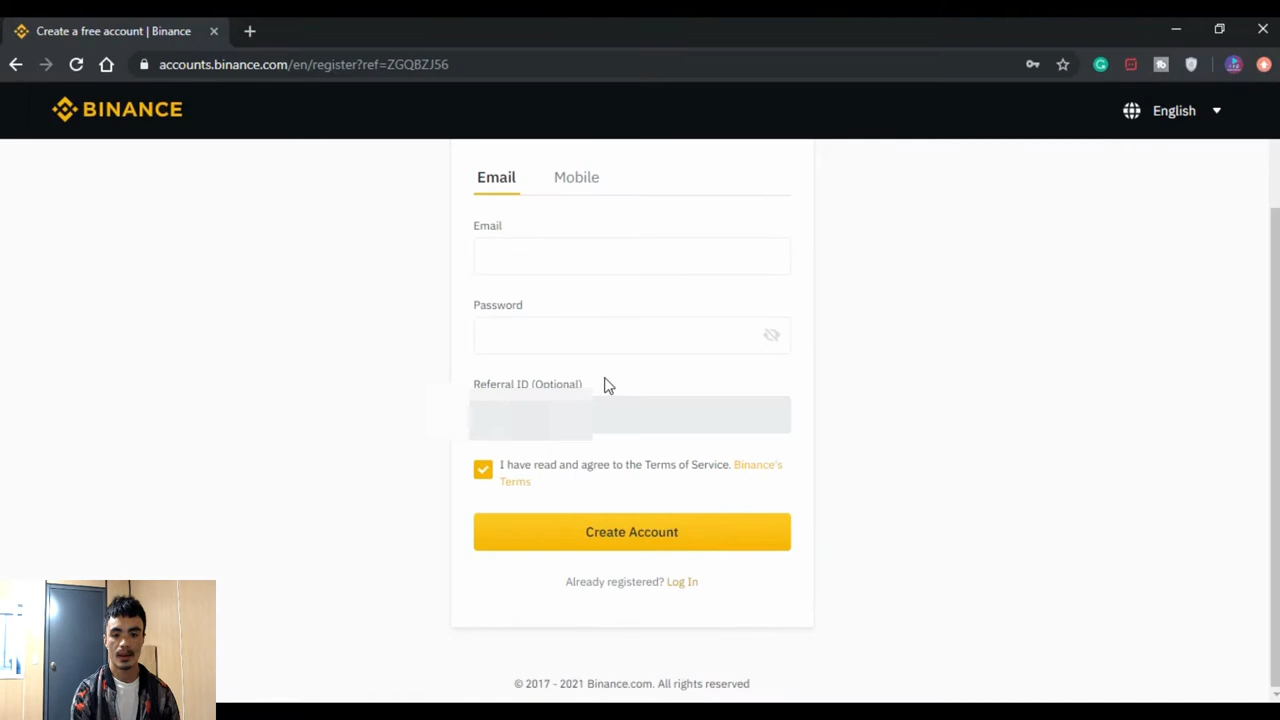 Create a free account | Binance
accounts.binance.com/en/register?ref=ZGQBZJ56
BINANCE
English
Email Mobile
Email
Password
Referral ID (Optional)
I have read and agree to the Terms of Service. Binance's
Terms
Create Account
Already registered? Log In
© 2017 - 2021 Binance.com. All rights reserved